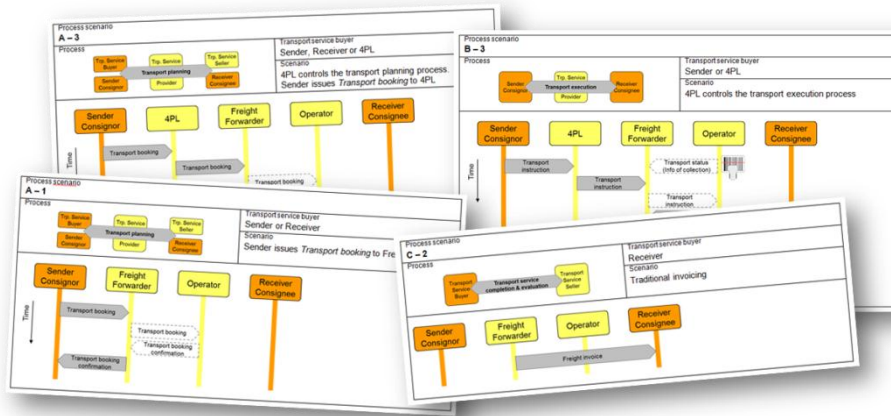 Process scenario
A – 3
Transport service buyer
Sender, Receiver or 4PL
Process
Trp. Service
Buyer
Trp. Service
Trp. Service
Seller
Transport planning
Sender
Consignor
Provider
Receiver
Consignee
Scenario
4PL controls the transport planning process.
Sender issues Transport booking to 4PL
Sender
Consignor
4PL
Freight
Forwarder
Operator
Receiver
Consignee
Time
Transport booking
Transport booking
Transport booking
Process scenario
B – 3
Transport service buyer
Sender or 4PL
Process
Sender
Consignor
Trp. Service
Transport execution
Provider
Receiver
Consignee
Scenario
4PL controls the transport execution process
Sender
Consignor
4PL
Freight
Forwarder
Operator
Receiver
Consignee
Time
Transport
instruction
Transport status
(Info of collection)
Transport
instruction
Transport
instruction
Process scenario
A – 1
Transport service buyer
Sender or Receiver
Process
Trp. Service
Buyer
Trp. Service
Trp. Service
Seller
Transport planning
Sender
Consignor
Provider
Receiver
Consignee
Scenario
Sender issues Transport booking to Fre
Sender
Consignor
Freight
Forwarder
Operator
Receiver
Consignee
Time
Transport booking
Transport booking
Transport booking
confirmation
Transport booking
confirmation
Process scenario
C – 2
Transport service buyer
Receiver
Process
Transport
Service
Buyer
Transport service
completion & evaluation
Transport
Service
Seller
Scenario
Traditional invoicing
Sender
Consignor
Freight
Forwarder
Operator
Receiver
Consignee
Freight invoice